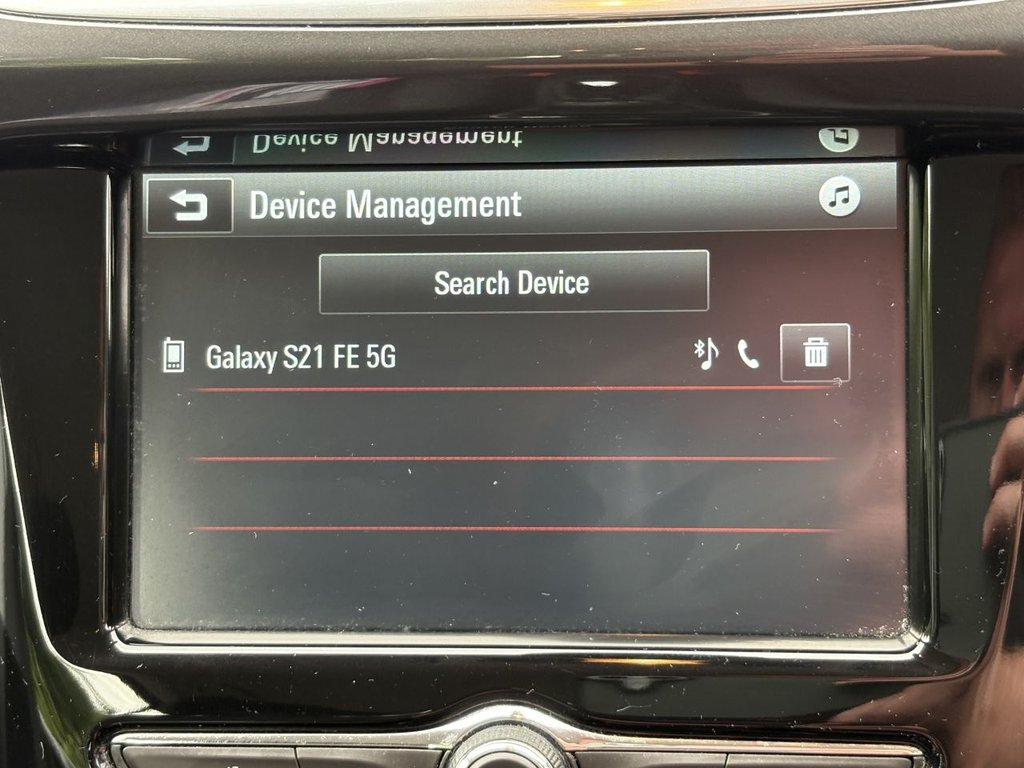 Device Management
Device Management
Search Device
Galaxy S21 FE 5G